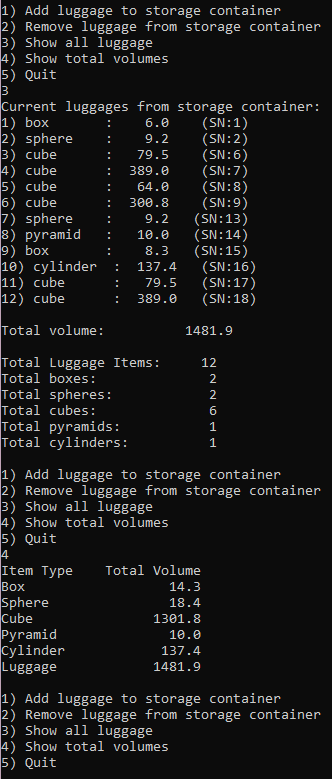 1) Add luggage to storage container
2) Remove luggage from storage container
3) Show all luggage
4) Show total volumes
5) Quit
3
Current luggages from storage container:
1) box       :    6.0    (SN:1)
2) sphere    :    9.2    (SN:2)
3) cube      :   79.5    (SN:6)
4) cube      :  389.0    (SN:7)
5) cube      :   64.0    (SN:8)
6) cube      :  300.8    (SN:9)
7) sphere    :    9.2   (SN:13)
8) pyramid   :   10.0   (SN:14)
9) box       :    8.3   (SN:15)
10) cylinder  :  137.4   (SN:16)
11) cube      :   79.5   (SN:17)
12) cube      :  389.0   (SN:18)

Total volume:          1481.9

Total Luggage Items:     12
Total boxes:              2
Total spheres:            2
Total cubes:              6
Total pyramids:           1
Total cylinders:          1

1) Add luggage to storage container
2) Remove luggage from storage container
3) Show all luggage
4) Show total volumes
5) Quit
4
Item Type    Total Volume
Box                  14.3
Sphere               18.4
Cube               1301.8
Pyramid              10.0
Cylinder            137.4
Luggage            1481.9

1) Add luggage to storage container
2) Remove luggage from storage container
3) Show all luggage
4) Show total volumes
5) Quit